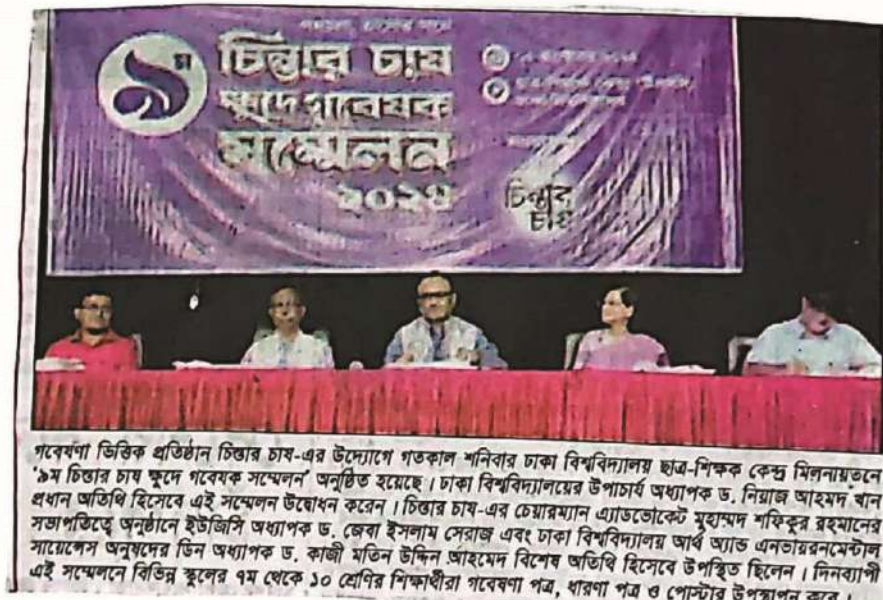 ৯ম
চিন্তার চাষ
ক্ষুদে গবেষক
সম্মেলন
২০২৪
চিন্তার
চাষ
গবেষণা ভিত্তিক প্রতিষ্ঠান চিন্তার চাষ-এর উদ্যোগে গতকাল শনিবার ঢাকা বিশ্ববিদ্যালয় ছাত্র-শিক্ষক কেন্দ্র মিলনায়তনে
'৯ম চিন্তার চাষ ক্ষুদে গবেষক সম্মেলন' অনুষ্ঠিত হয়েছে। ঢাকা বিশ্ববিদ্যালয়ের উপাচার্য অধ্যাপক ড. নিয়াজ আহমদ খান
প্রধান অতিথি হিসেবে এই সম্মেলন উদ্বোধন করেন। চিন্তার চাষ-এর চেয়ারম্যান এ্যাডভোকেট মুহাম্মদ শফিকুর রহমানের
সভাপতিত্বে অনুষ্ঠানে ইউজিসি অধ্যাপক ড. জেবা ইসলাম সেরাজ এবং ঢাকা বিশ্ববিদ্যালয় আর্থ অ্যান্ড এনভায়রনমেন্টাল
সায়েন্সেস অনুষদের ডিন অধ্যাপক ড. কাজী মতিন উদ্দিন আহমেদ বিশেষ অতিথি হিসেবে উপস্থিত ছিলেন। দিনব্যাপী
এই সম্মেলনে বিভিন্ন স্কুলের ৭ম থেকে ১০ শ্রেণির শিক্ষার্থীরা গবেষণা পত্র, ধারণা পত্র ও পোস্টার উপস্থাপন করে।